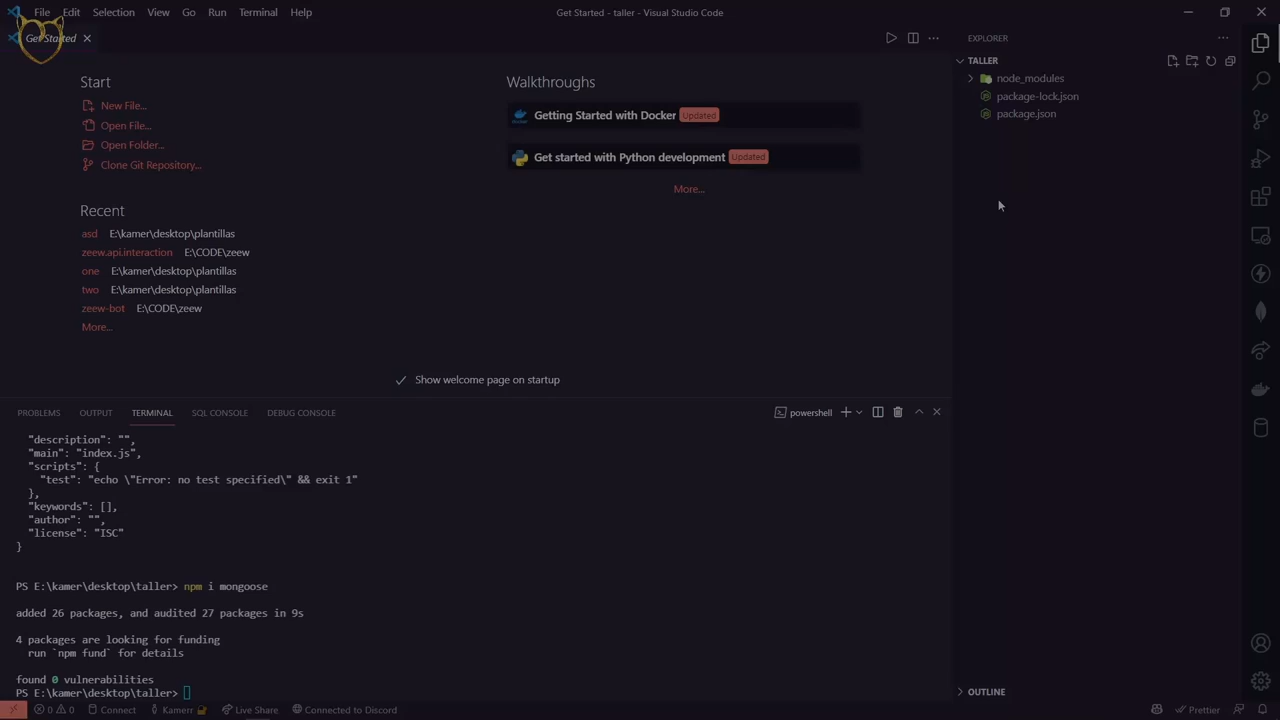 File Edit Selection View Go Run Terminal Help
Get Started - taller - Visual Studio Code
Get Started
Start
New File...
Open File...
Open Folder...
Clone Git Repository...
Recent
asd E:\kamer\desktop\plantillas
zeew.api.interaction E:\CODE\zeew
one E:\kamer\desktop\plantillas
two E:\kamer\desktop\plantillas
zeew-bot E:\CODE\zeew
More...
Walkthroughs
Getting Started with Docker Updated
Get started with Python development Updated
More...
Show welcome page on startup
EXPLORER
TALLER
node_modules
package-lock.json
package.json
OUTLINE
PROBLEMS OUTPUT TERMINAL SQL CONSOLE DEBUG CONSOLE
powershell
"description": "",
"main": "index.js",
"scripts": {
"test": "echo \"Error: no test specified\" && exit 1"
},
"keywords": [],
"author": "",
"license": "ISC"
}
PS E:\kamer\desktop\taller> npm i mongoose
added 26 packages, and audited 27 packages in 9s
4 packages are looking for funding
run `npm fund` for details
found 0 vulnerabilities
PS E:\kamer\desktop\taller>
0 0 Connect Kamerr Live Share Connected to Discord
Prettier